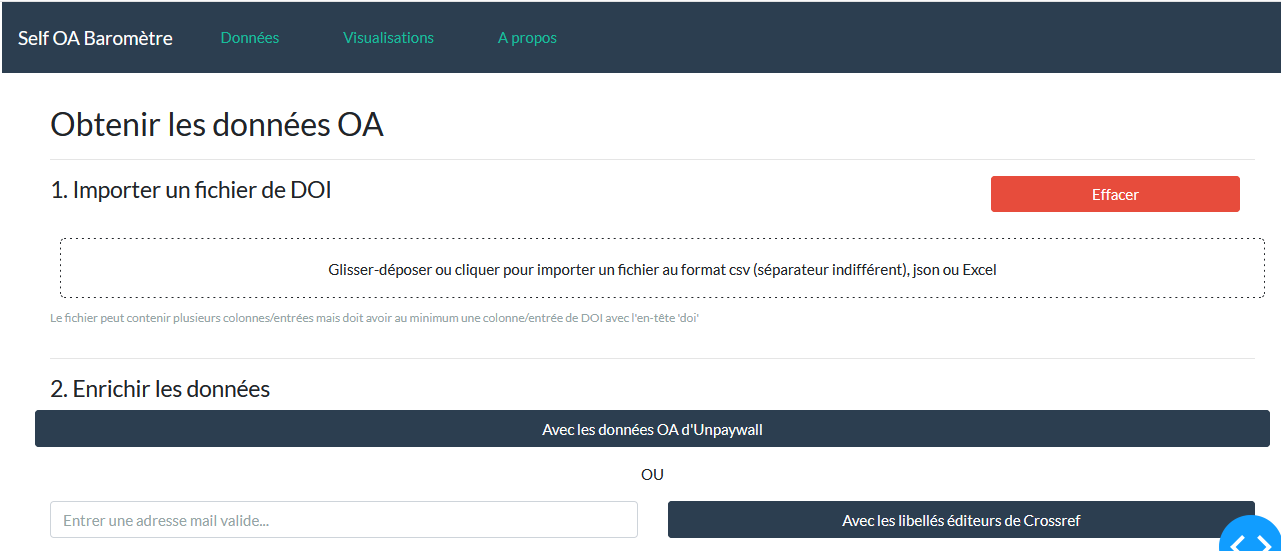 Self OA Baromètre Données Visualisations A propos
Obtenir les données OA
1. Importer un fichier de DOI Effacer
Glisser-déposer ou cliquer pour importer un fichier au format csv (séparateur indifférent), json ou Excel
Le fichier peut contenir plusieurs colonnes/entrées mais doit avoir au minimum une colonne/entrée de DOI avec l'en-tête 'doi'
2. Enrichir les données
Avec les données OA d'Unpaywall
OU
Entrer une adresse mail valide... Avec les libellés éditeurs de Crossref